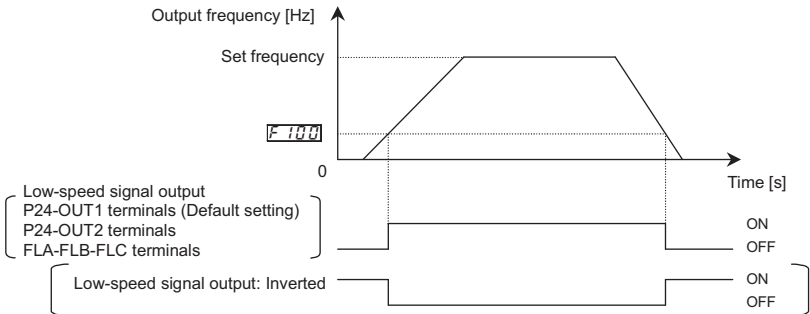 Output frequency [Hz]
Set frequency
F 100
0
Time [s]
Low-speed signal output
P24-OUT1 terminals (Default setting)
P24-OUT2 terminals
FLA-FLB-FLC terminals
ON
OFF
Low-speed signal output: Inverted
ON
OFF